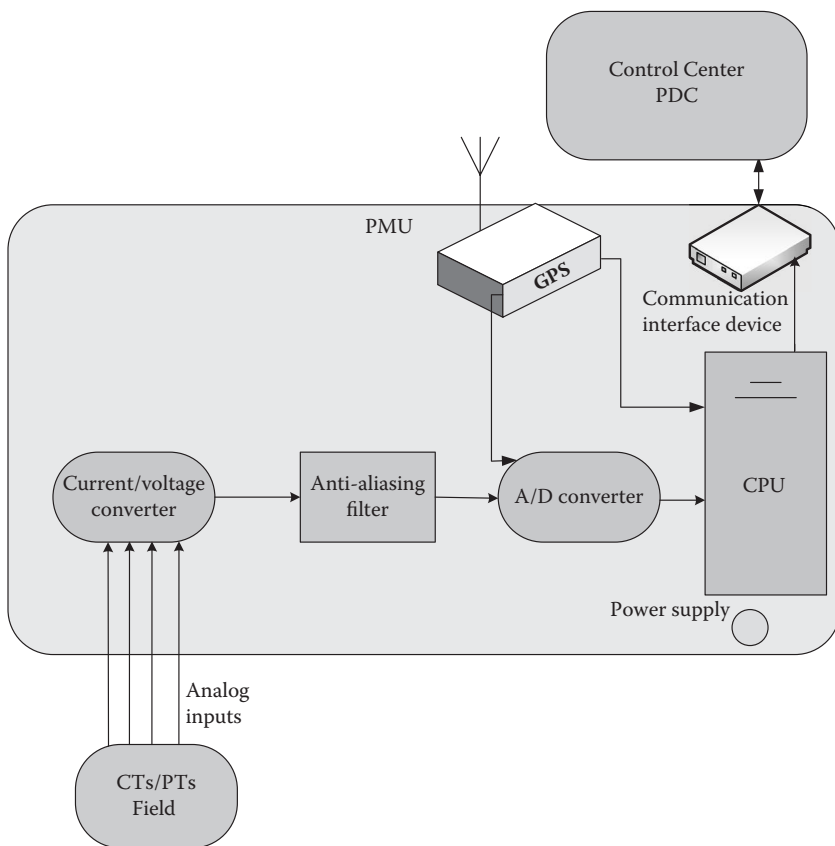 Control Center
PDC
PMU
GPS
Communication
interface device
Current/voltage
converter
Anti-aliasing
filter
A/D converter
CPU
Power supply
Analog
inputs
CTs/PTs
Field